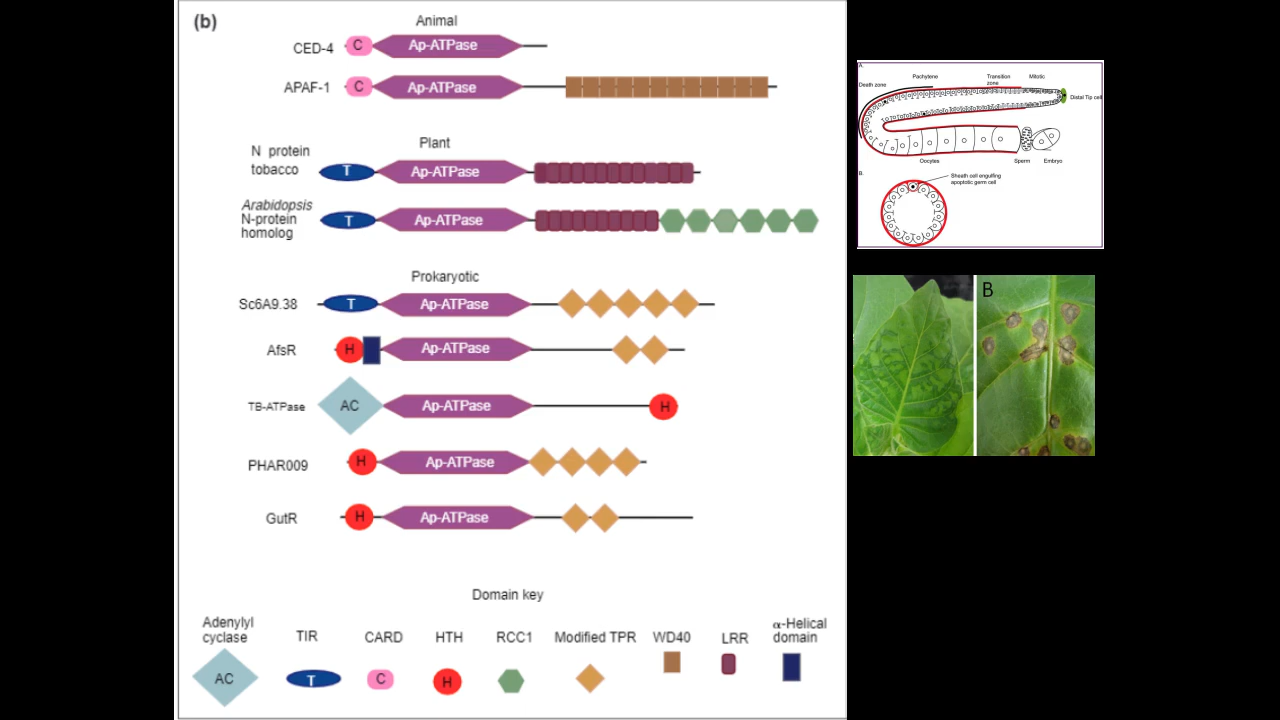 (b)
Animal
CED-4
C
Ap-ATPase
APAF-1
C
Ap-ATPase
Plant
N protein
tobacco
T
Ap-ATPase
Arabidopsis
N-protein
homolog
T
Ap-ATPase
Prokaryotic
Sc6A9.38
T
Ap-ATPase
AfsR
H
Ap-ATPase
TB-ATPase
AC
Ap-ATPase
H
PHAR009
H
Ap-ATPase
GutR
H
Ap-ATPase
Domain key
Adenylyl
cyclase
TIR
CARD
HTH
RCC1
Modified TPR
WD40
LRR
α-Helical
domain
AC
T
C
H
A.
Death zone
Pachytene
Transition
zone
Mitotic
Distal Tip cell
Oocytes
Sperm
Embryo
B.
Sheath cell engulfing
apoptotic germ cell
B